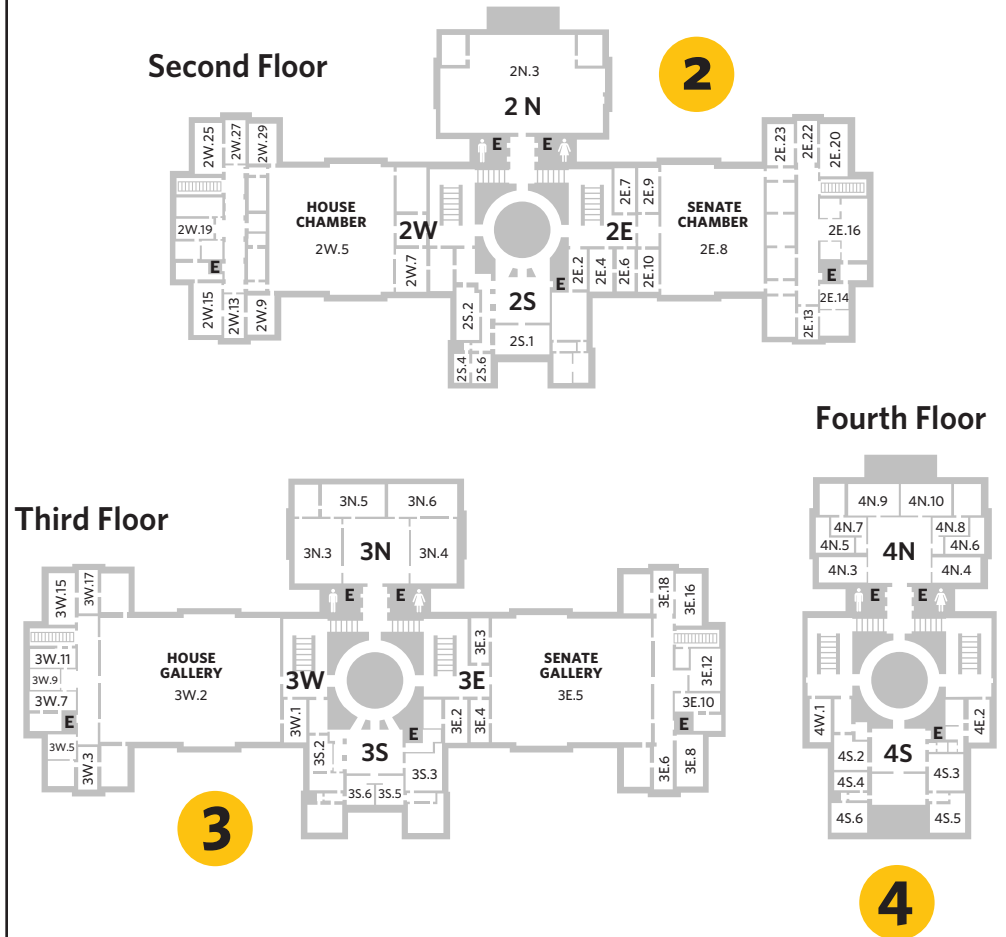 Second Floor
2
2N.3
2 N
E
E
2W.25
2W.27
2W.29
2W.19
E
2W.15
2W.13
2W.9
HOUSE
CHAMBER
2W.5
2W
2W.7
2E.7
2E.9
2E
2E.2
2E.4
2E.6
2E.10
E
2S
2S.2
2S.1
2S.4
2S.6
SENATE
CHAMBER
2E.8
2E.23
2E.22
2E.20
2E.16
E
2E.14
2E.13
Third Floor
3N.5
3N.6
3N.3
3N
3N.4
E
E
3W.15
3W.17
3W.11
3W.9
3W.7
E
3W.5
3W.3
HOUSE
GALLERY
3W.2
3W
3W.1
3E.3
3E
3E.2
3E.4
E
3S
3S.2
3S.3
3S.6
3S.5
SENATE
GALLERY
3E.5
3E.18
3E.16
3E.12
3E.10
E
3E.6
3E.8
3
Fourth Floor
4N.9
4N.10
4N.7
4N.8
4N.5
4N.6
4N
4N.3
4N.4
E
E
4W.1
4E.2
E
4S
4S.2
4S.3
4S.4
4S.6
4S.5
4